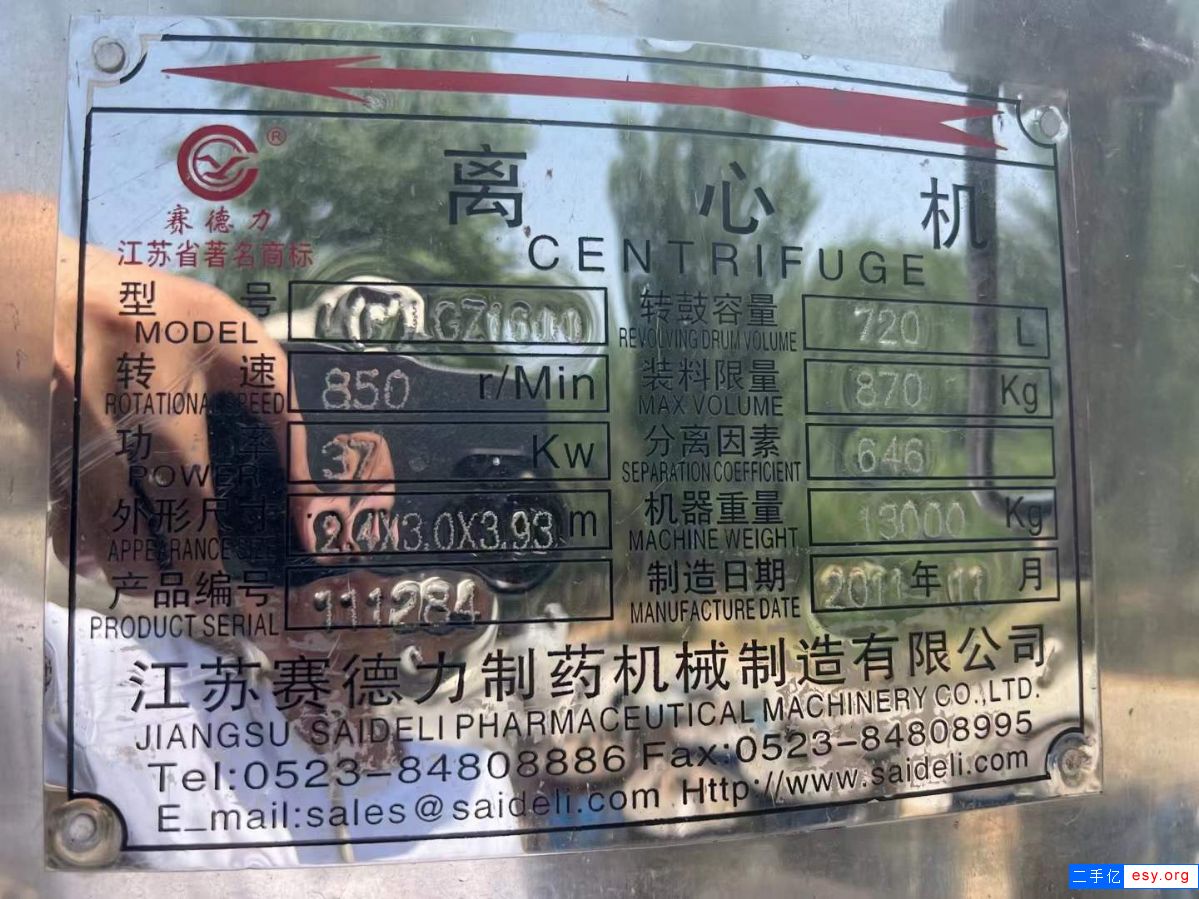 ®
赛德力
江苏省著名商标
离心机
CENTRIFUGE
型号 GZ1600
MODEL
转鼓容量 720 L
REVOLVING DRUM VOLUME
转速 850 r/Min
ROTATIONAL SPEED
装料限量 870 Kg
MAX VOLUME
功率 37 Kw
POWER
分离因素 646
SEPARATION COEFFICIENT
外形尺寸 2.4X3.0X3.93 m
APPEARANCE SIZE
机器重量 13000 Kg
MACHINE WEIGHT
产品编号 111284
PRODUCT SERIAL
制造日期 2011年11月
MANUFACTURE DATE
江苏赛德力制药机械制造有限公司
JIANGSU SAIDELI PHARMACEUTICAL MACHINERY CO.,LTD.
Tel:0523-84808886 Fax:0523-84808995
E_mail:sales@saideli.com Http://www.saideli.com
二手亿 esy.org